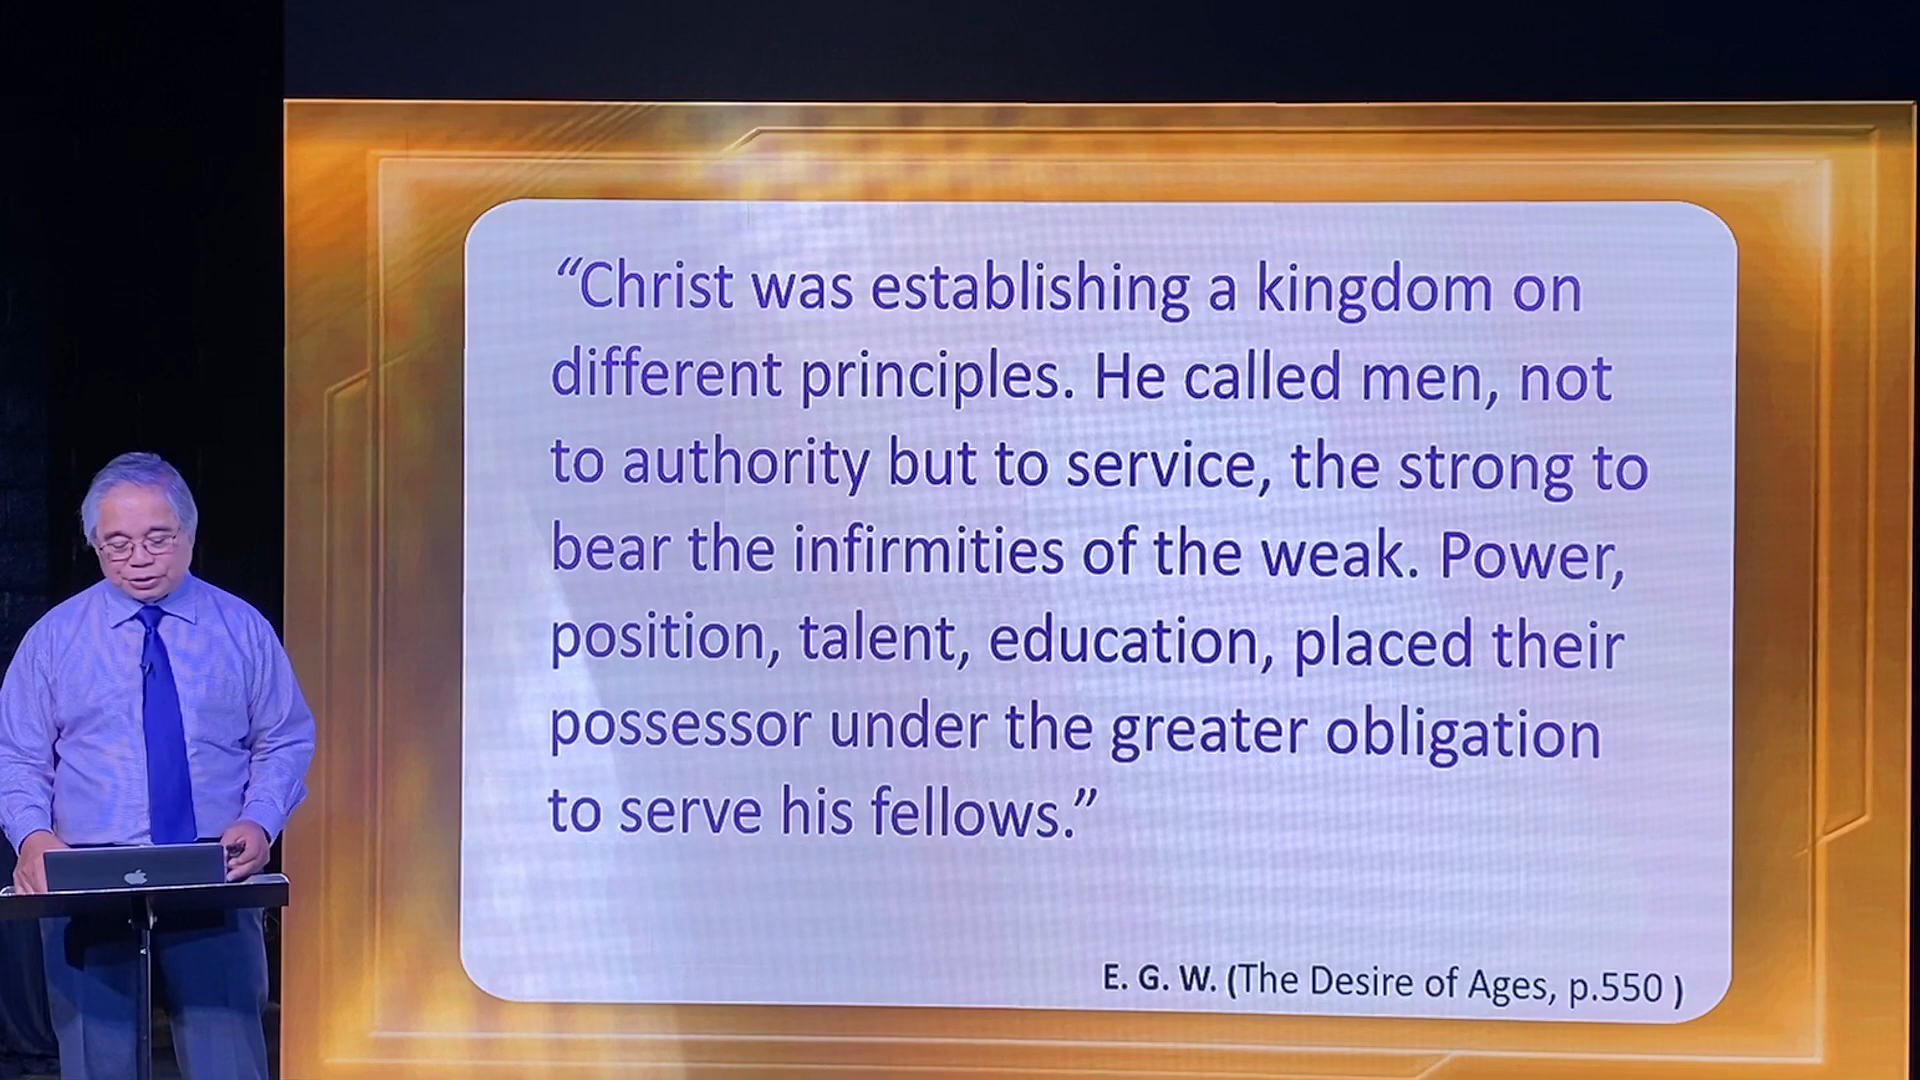 “Christ was establishing a kingdom on
different principles. He called men, not
to authority but to service, the strong to
bear the infirmities of the weak. Power,
position, talent, education, placed their
possessor under the greater obligation
to serve his fellows.”
E. G. W. (The Desire of Ages, p.550 )